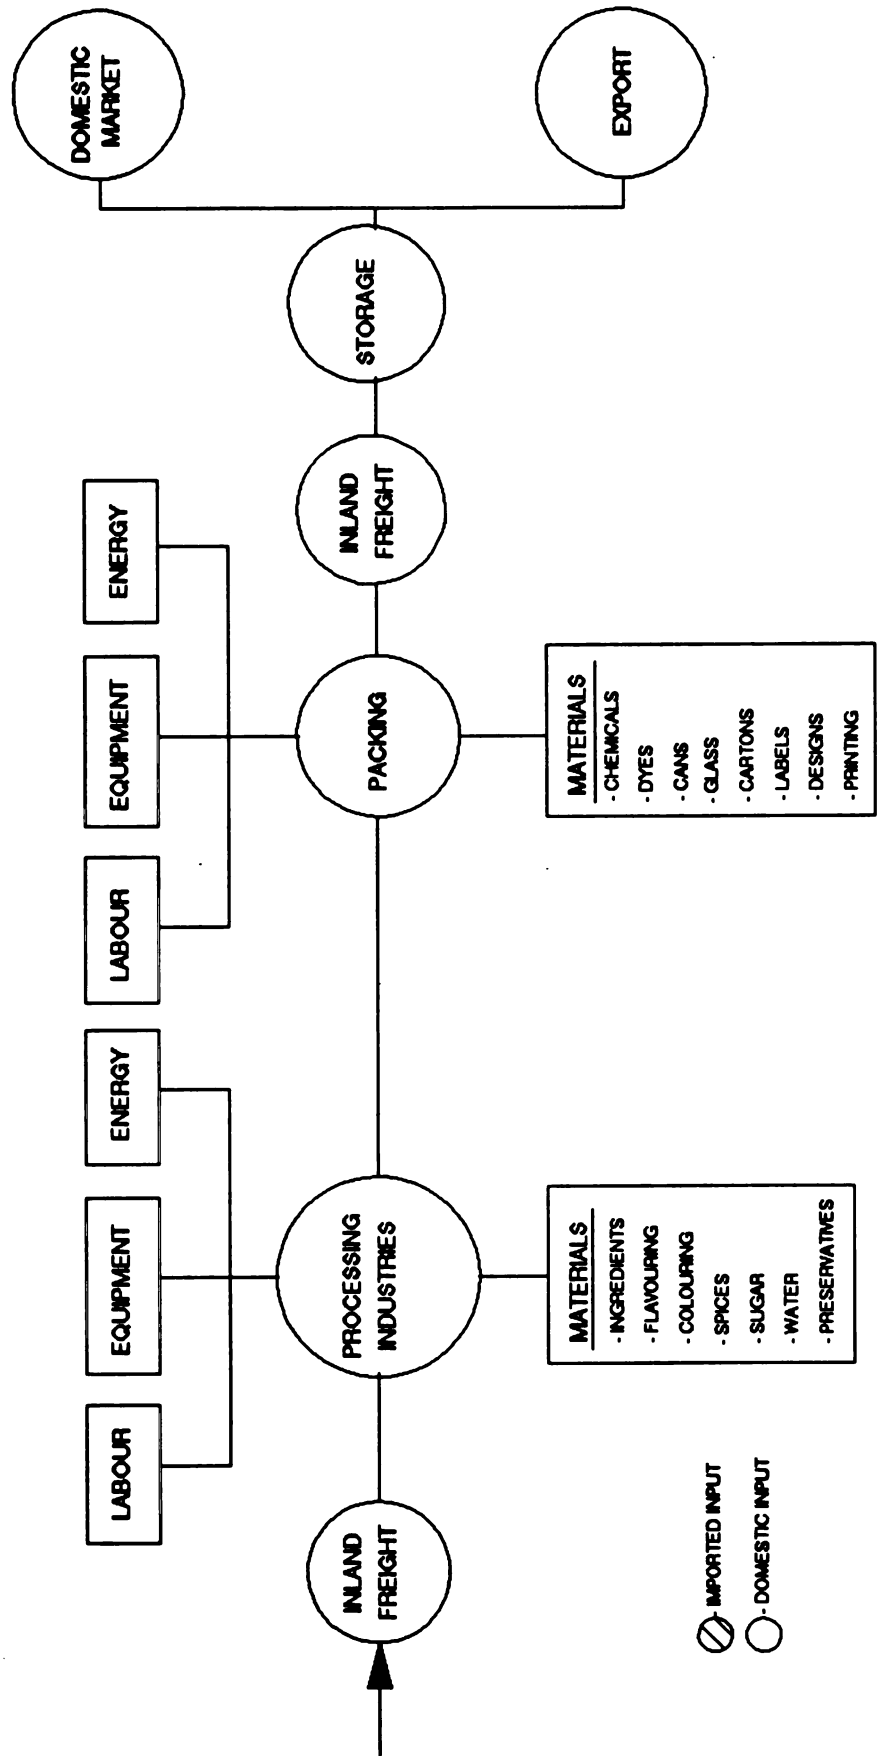 LABOUR
EQUIPMENT
ENERGY
LABOUR
EQUIPMENT
ENERGY
INLAND
FREIGHT
PROCESSING
INDUSTRIES
PACKING
INLAND
FREIGHT
STORAGE
DOMESTIC
MARKET
EXPORT
MATERIALS
- INGREDIENTS
- FLAVOURING
- COLOURING
- SPICES
- SUGAR
- WATER
- PRESERVATIVES
MATERIALS
- CHEMICALS
- DYES
- CANS
- GLASS
- CARTONS
- LABELS
- DESIGNS
- PRINTING
- IMPORTED INPUT
- DOMESTIC INPUT